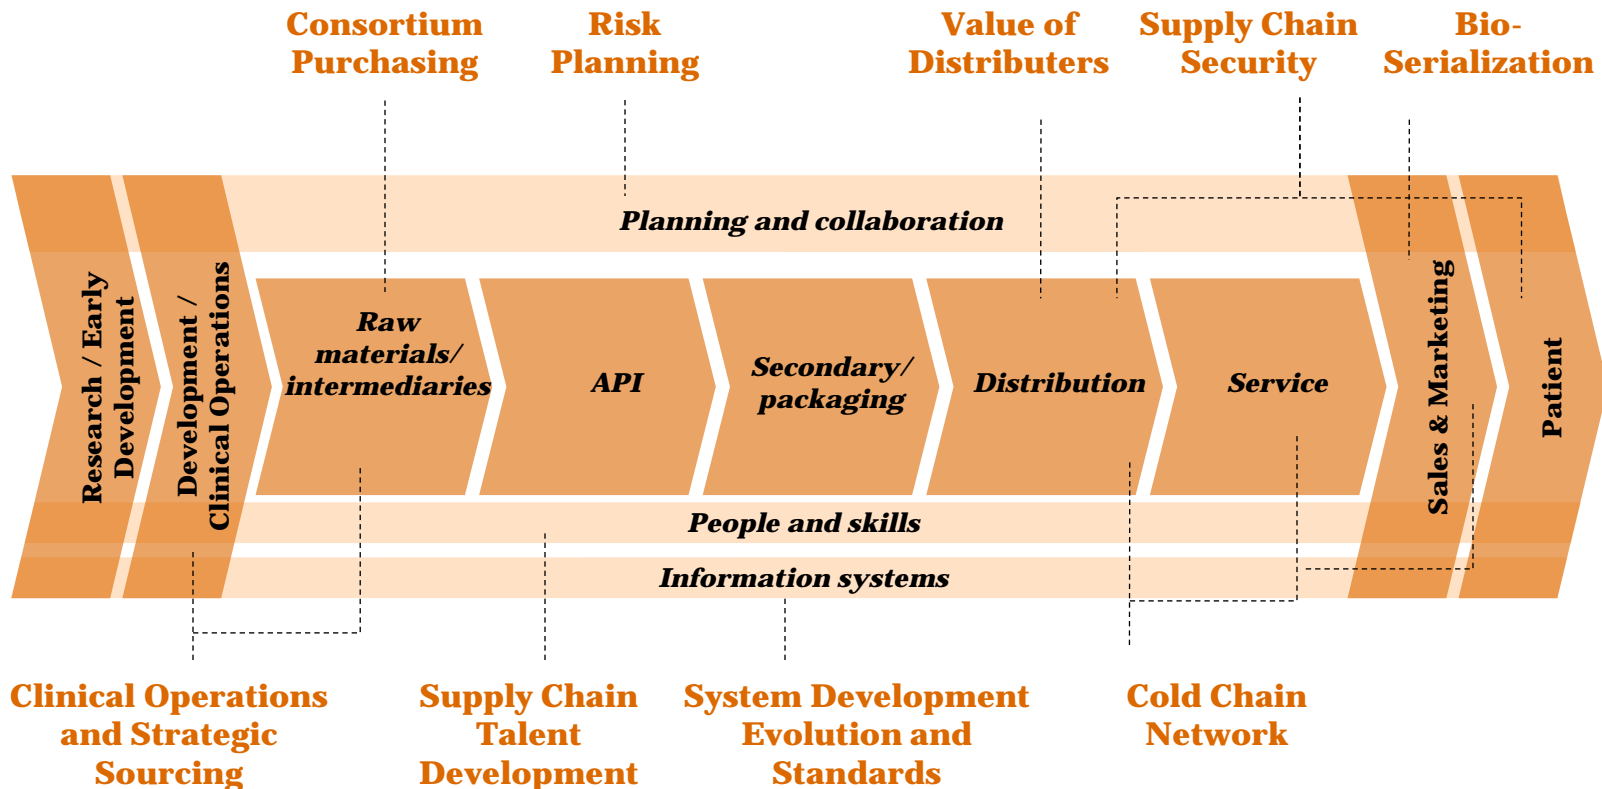 Consortium
Purchasing
Risk
Planning
Value of
Distributers
Supply Chain
Security
Bio-
Serialization
Planning and collaboration
Research / Early
Development
Development /
Clinical Operations
Raw
materials/
intermediaries
API
Secondary/
packaging
Distribution
Service
Sales & Marketing
Patient
People and skills
Information systems
Clinical Operations
and Strategic
Sourcing
Supply Chain
Talent
Development
System Development
Evolution and
Standards
Cold Chain
Network